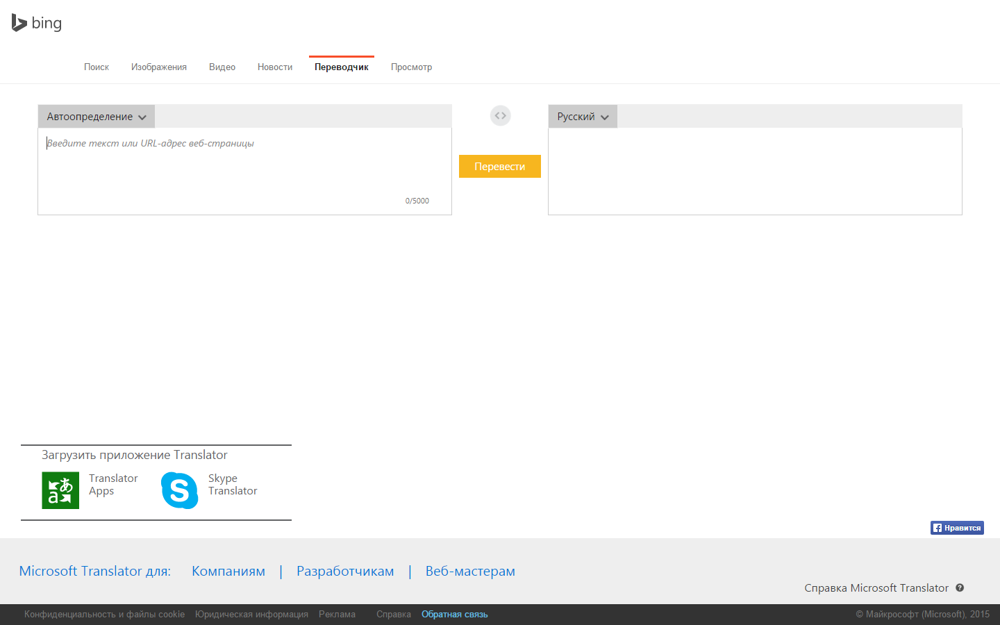 bing
Поиск Изображения Видео Новости Переводчик Просмотр
Автоопределение
Русский
Введите текст или URL-адрес веб-страницы
Перевести
0/5000
Загрузить приложение Translator
Translator
Apps
Skype
Translator
Нравится
Microsoft Translator для: Компаниям | Разработчикам | Веб-мастерам
Справка Microsoft Translator
Конфиденциальность и файлы cookie Юридическая информация Реклама Справка Обратная связь © Майкрософт (Microsoft), 2015